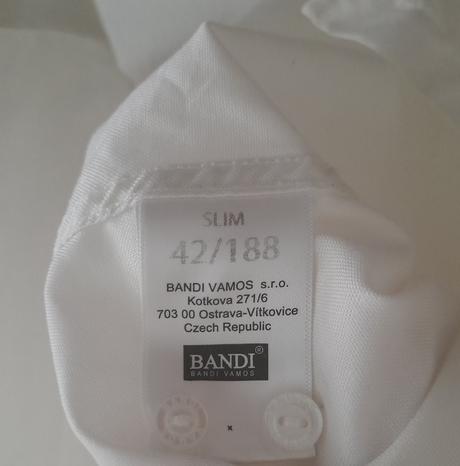 SLIM
42/188
BANDI VAMOS s.r.o.
Kotkova 271/6
703 00 Ostrava-Vítkovice
Czech Republic
BANDI®
BANDI VAMOS